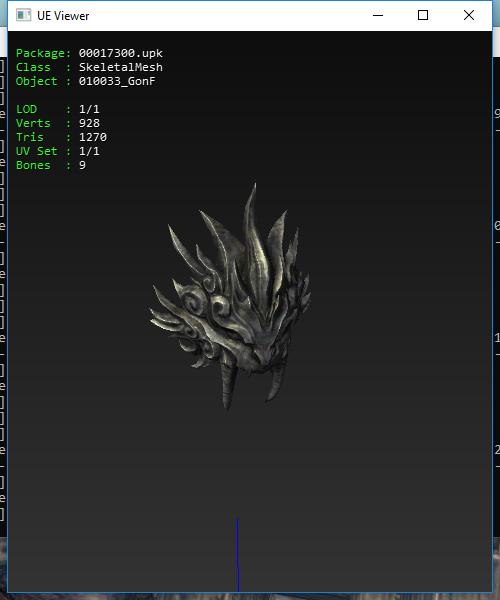 UE Viewer
Package: 00017300.upk
Class : SkeletalMesh
Object : 010033_GonF
LOD : 1/1
Verts : 928
Tris : 1270
UV Set : 1/1
Bones : 9